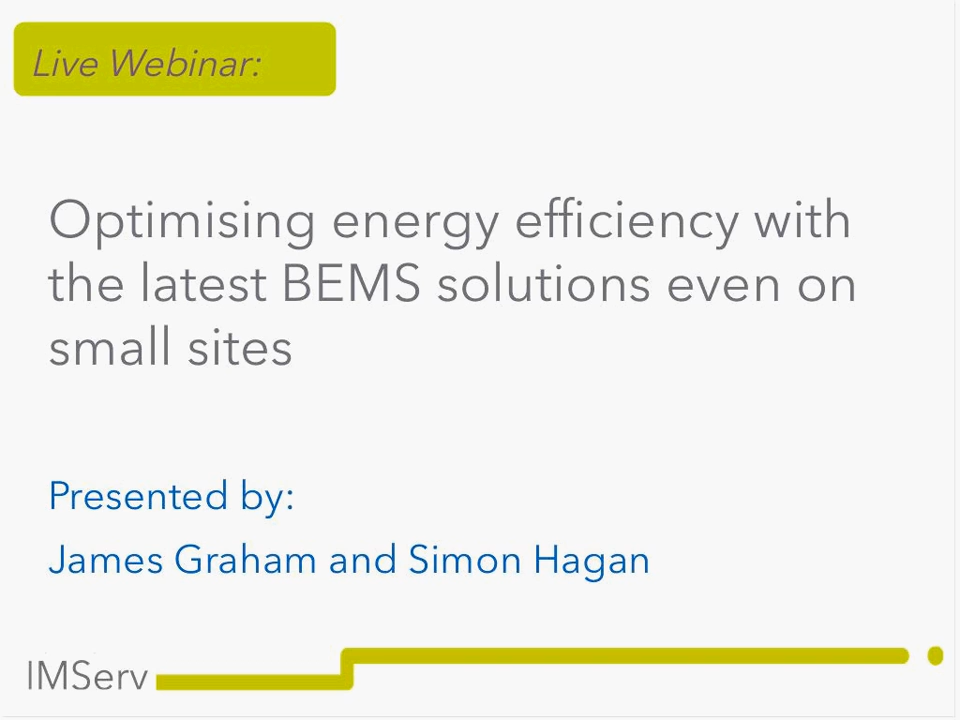 Live Webinar:
Optimising energy efficiency with
the latest BEMS solutions even on
small sites
Presented by:
James Graham and Simon Hagan
IMServ